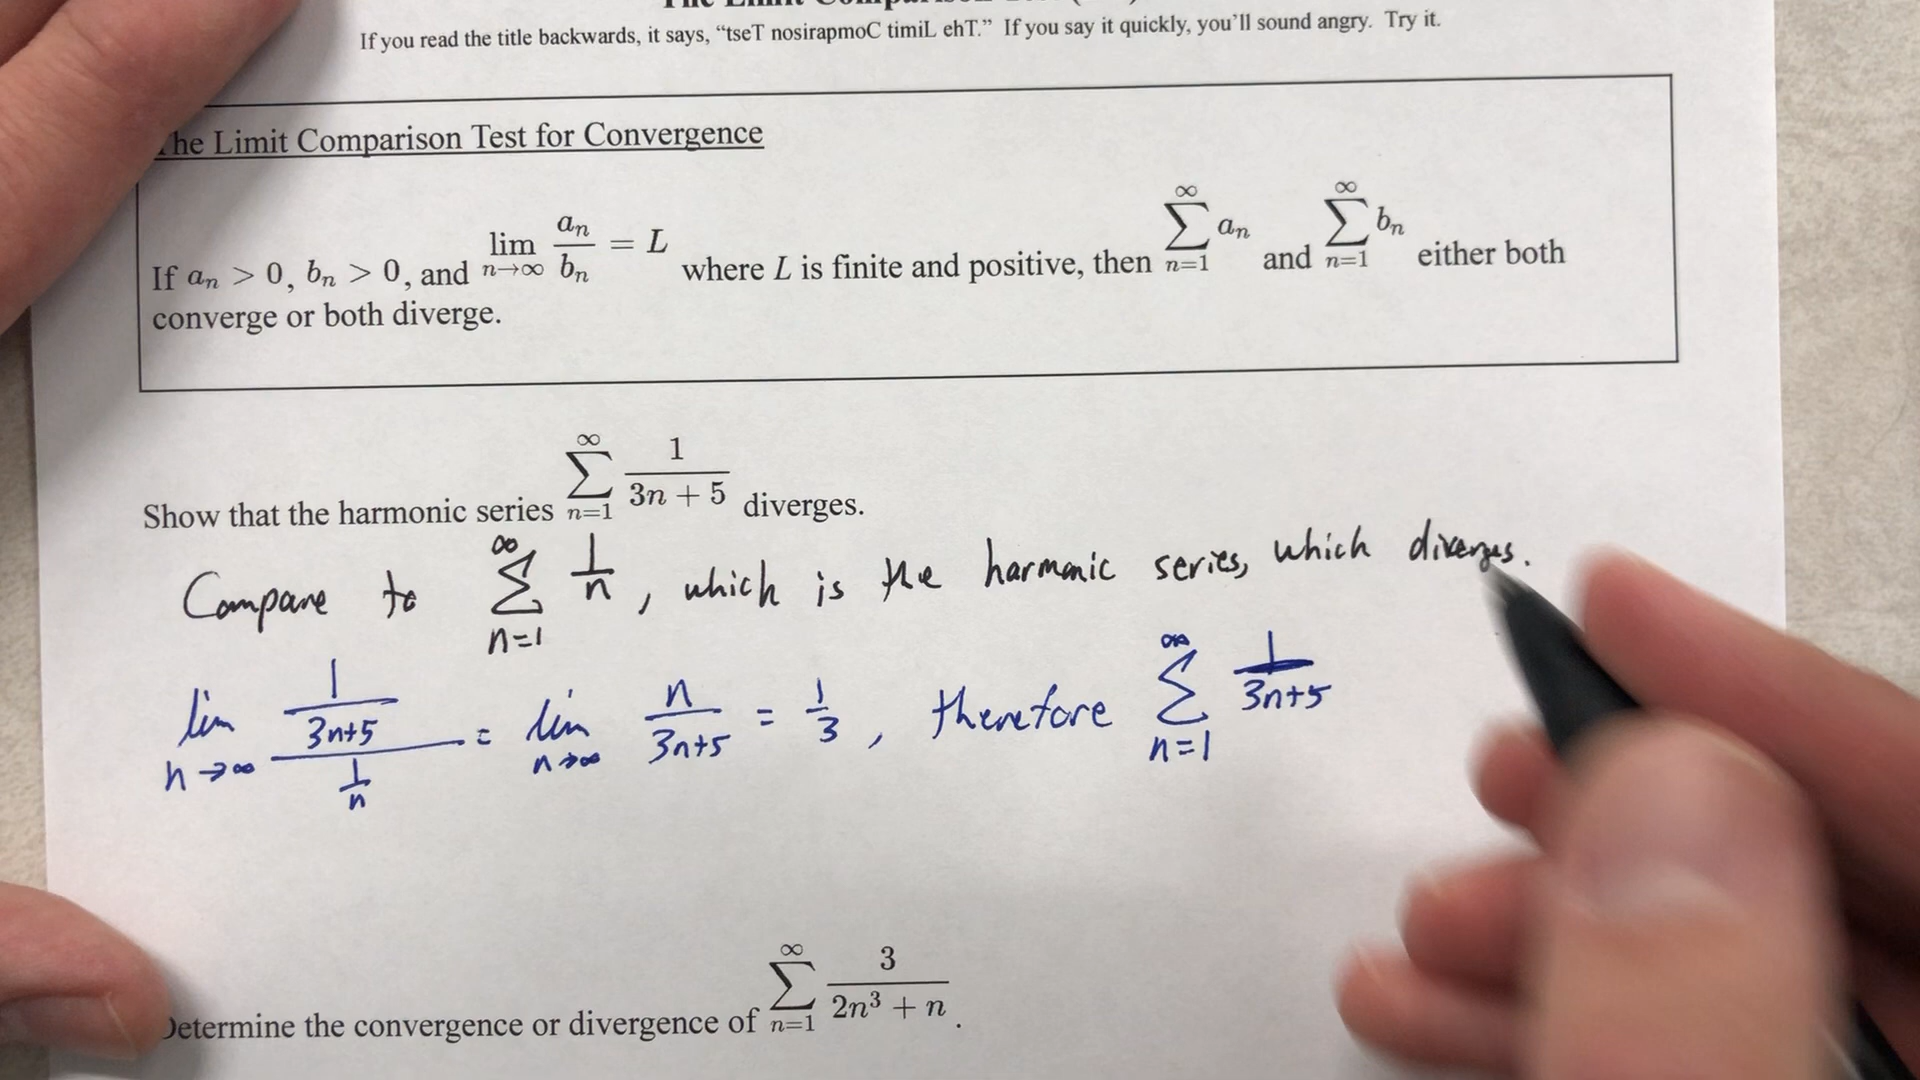 If you read the title backwards, it says, “tseT nosirapmoC timiL ehT.” If you say it quickly, you’ll sound angry. Try it.
he Limit Comparison Test for Convergence
If aₙ > 0, bₙ > 0, and lim n→∞ aₙ/bₙ = L where L is finite and positive, then ∞ ∑ n=1 aₙ and ∞ ∑ n=1 bₙ either both
converge or both diverge.
Show that the harmonic series ∞ ∑ n=1 1/(3n + 5) diverges.
Compare to ∞ ∑ n=1 1/n, which is the harmonic series, which diverges.
lim n→∞ (1/(3n+5))/(1/n) = lim n→∞ n/(3n+5) = 1/3, therefore ∞ ∑ n=1 1/(3n+5)
Determine the convergence or divergence of ∞ ∑ n=1 3/(2n³ + n).